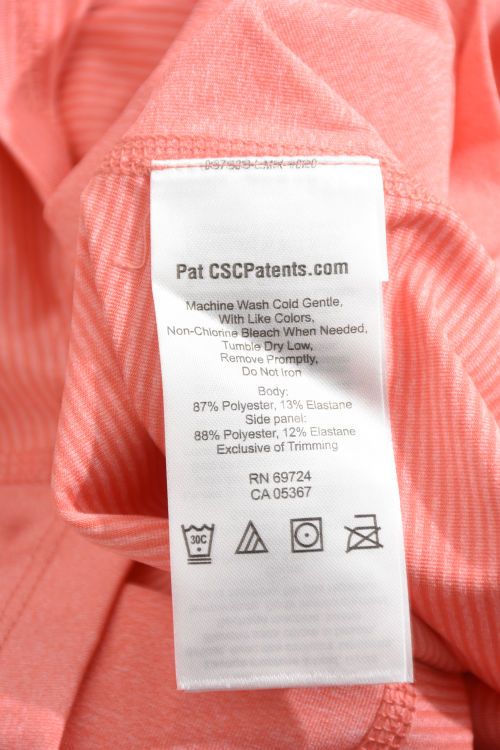 Pat CSCPatents.com
Machine Wash Cold Gentle,
With Like Colors,
Non-Chlorine Bleach When Needed,
Tumble Dry Low,
Remove Promptly,
Do Not Iron
Body:
87% Polyester, 13% Elastane
Side panel:
88% Polyester, 12% Elastane
Exclusive of Trimming
RN 69724
CA 05367
30C